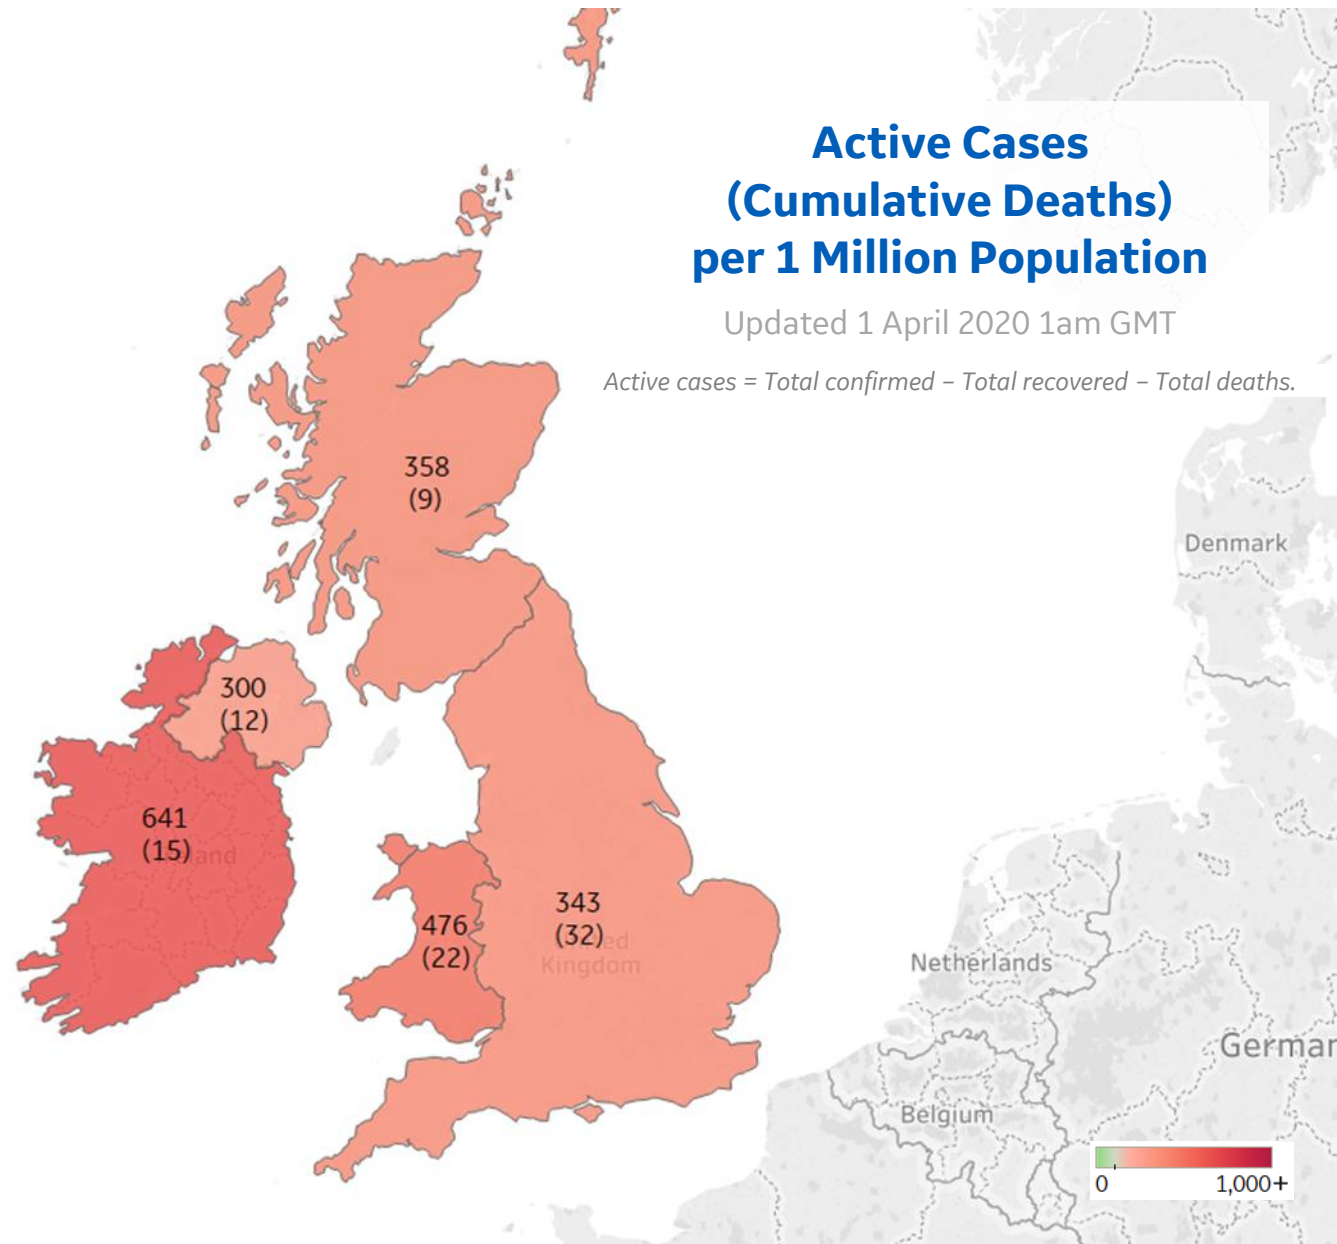 Active Cases
(Cumulative Deaths)
per 1 Million Population
Updated 1 April 2020 1am GMT
Active cases = Total confirmed – Total recovered – Total deaths.
358
(9)
Denmark
300
(12)
641
(15)
343
(32)
Kingdom
476
(22)
Netherlands
German
Belgium
0
1,000+